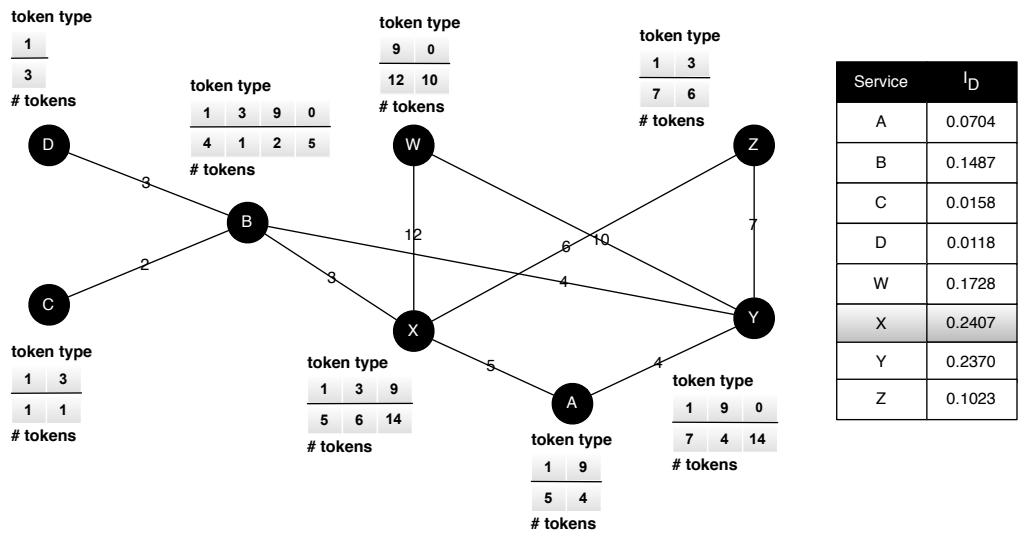 token type
1
3
# tokens
D
token type
1 3 9 0
4 1 2 5
# tokens
token type
9 0
12 10
# tokens
W
token type
1 3
7 6
# tokens
Z
3
B
2
C
token type
1 3
1 1
# tokens
12
3
6
10
4
7
X
Y
5
4
A
token type
1 3 9
5 6 14
# tokens
token type
1 9
5 4
# tokens
token type
1 9 0
7 4 14
# tokens
Service ID
A 0.0704
B 0.1487
C 0.0158
D 0.0118
W 0.1728
X 0.2407
Y 0.2370
Z 0.1023